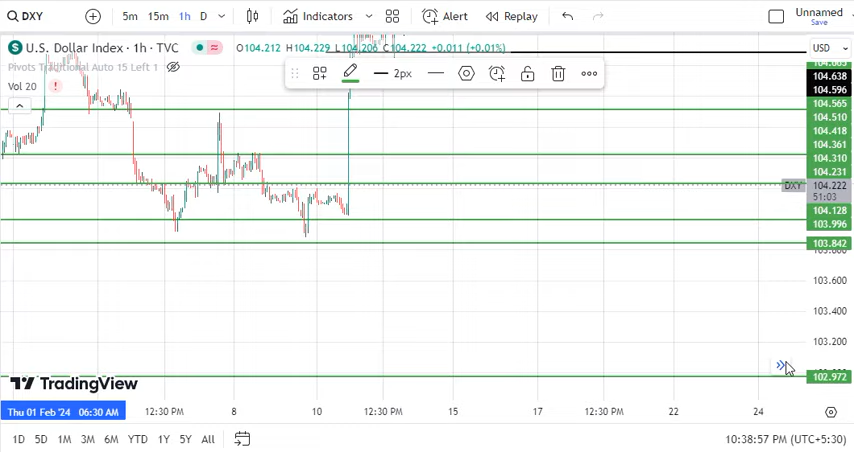 DXY 5m 15m 1h D Indicators Alert Replay Unnamed
Save
U.S. Dollar Index · 1h · TVC O104.212 H104.229 L104.206 C104.222 +0.011 (+0.01%) USD
Pivots Traditional Auto 15 Left 1
2px
Vol 20
104.638
104.596
104.565
104.510
104.418
104.361
104.310
104.231
DXY 104.222
51:03
104.128
103.996
103.842
103.600
103.400
103.200
102.972
TradingView
Thu 01 Feb '24 06:30 AM 12:30 PM 8 10 12:30 PM 15 17 12:30 PM 22 24
1D 5D 1M 3M 6M YTD 1Y 5Y All 10:38:57 PM (UTC+5:30)